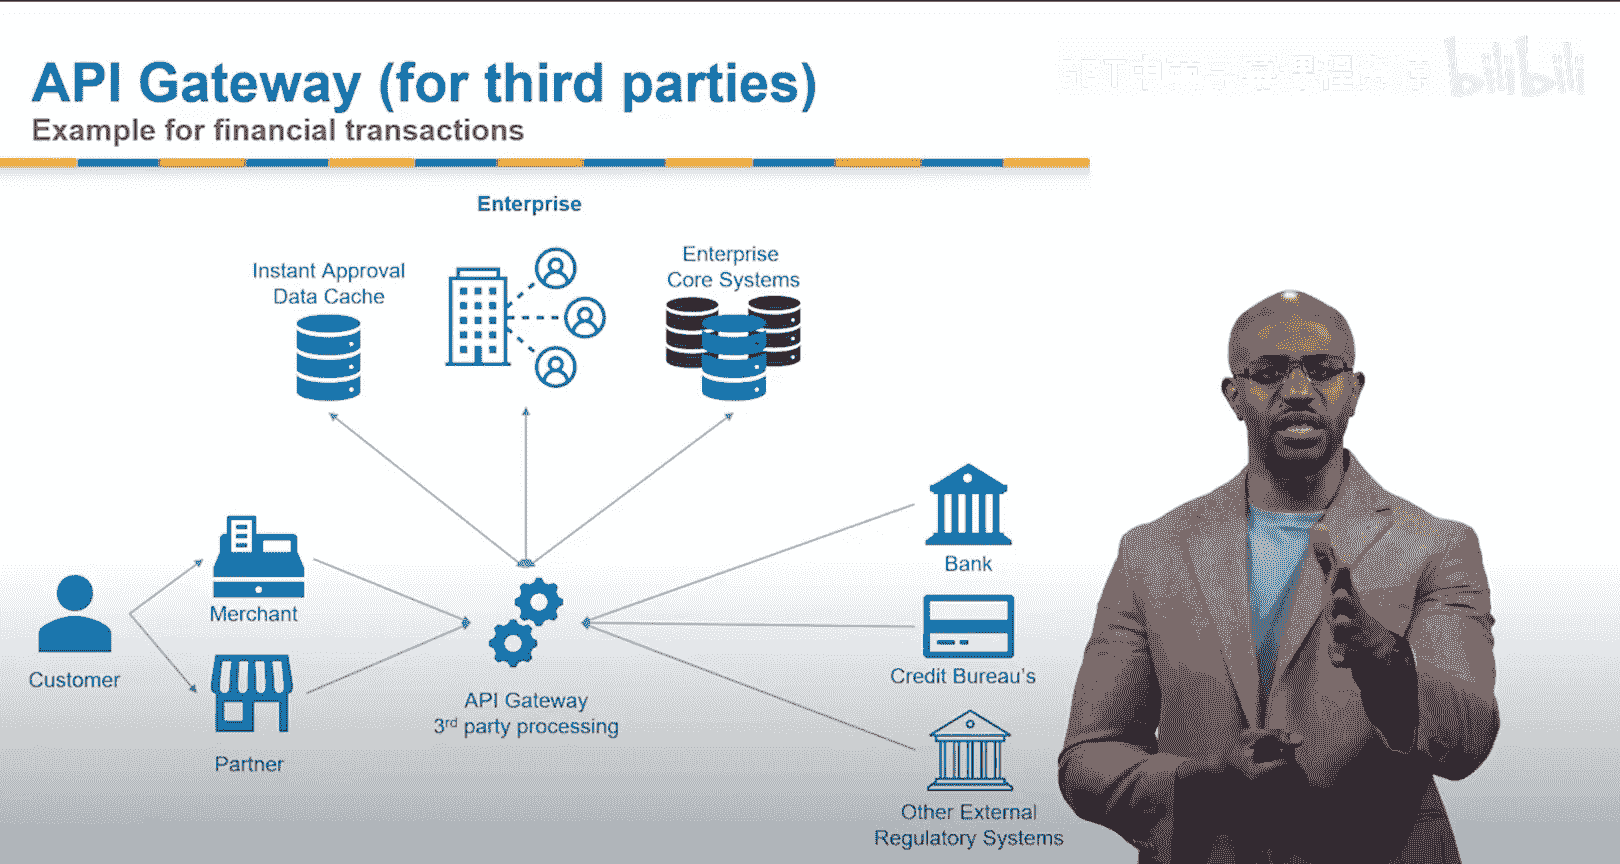 API Gateway (for third parties)
Example for financial transactions
bilibili
Enterprise
Instant Approval
Data Cache
Enterprise
Core Systems
Bank
Merchant
Customer
Credit Bureau's
Partner
API Gateway
3rd party processing
Other External
Regulatory Systems